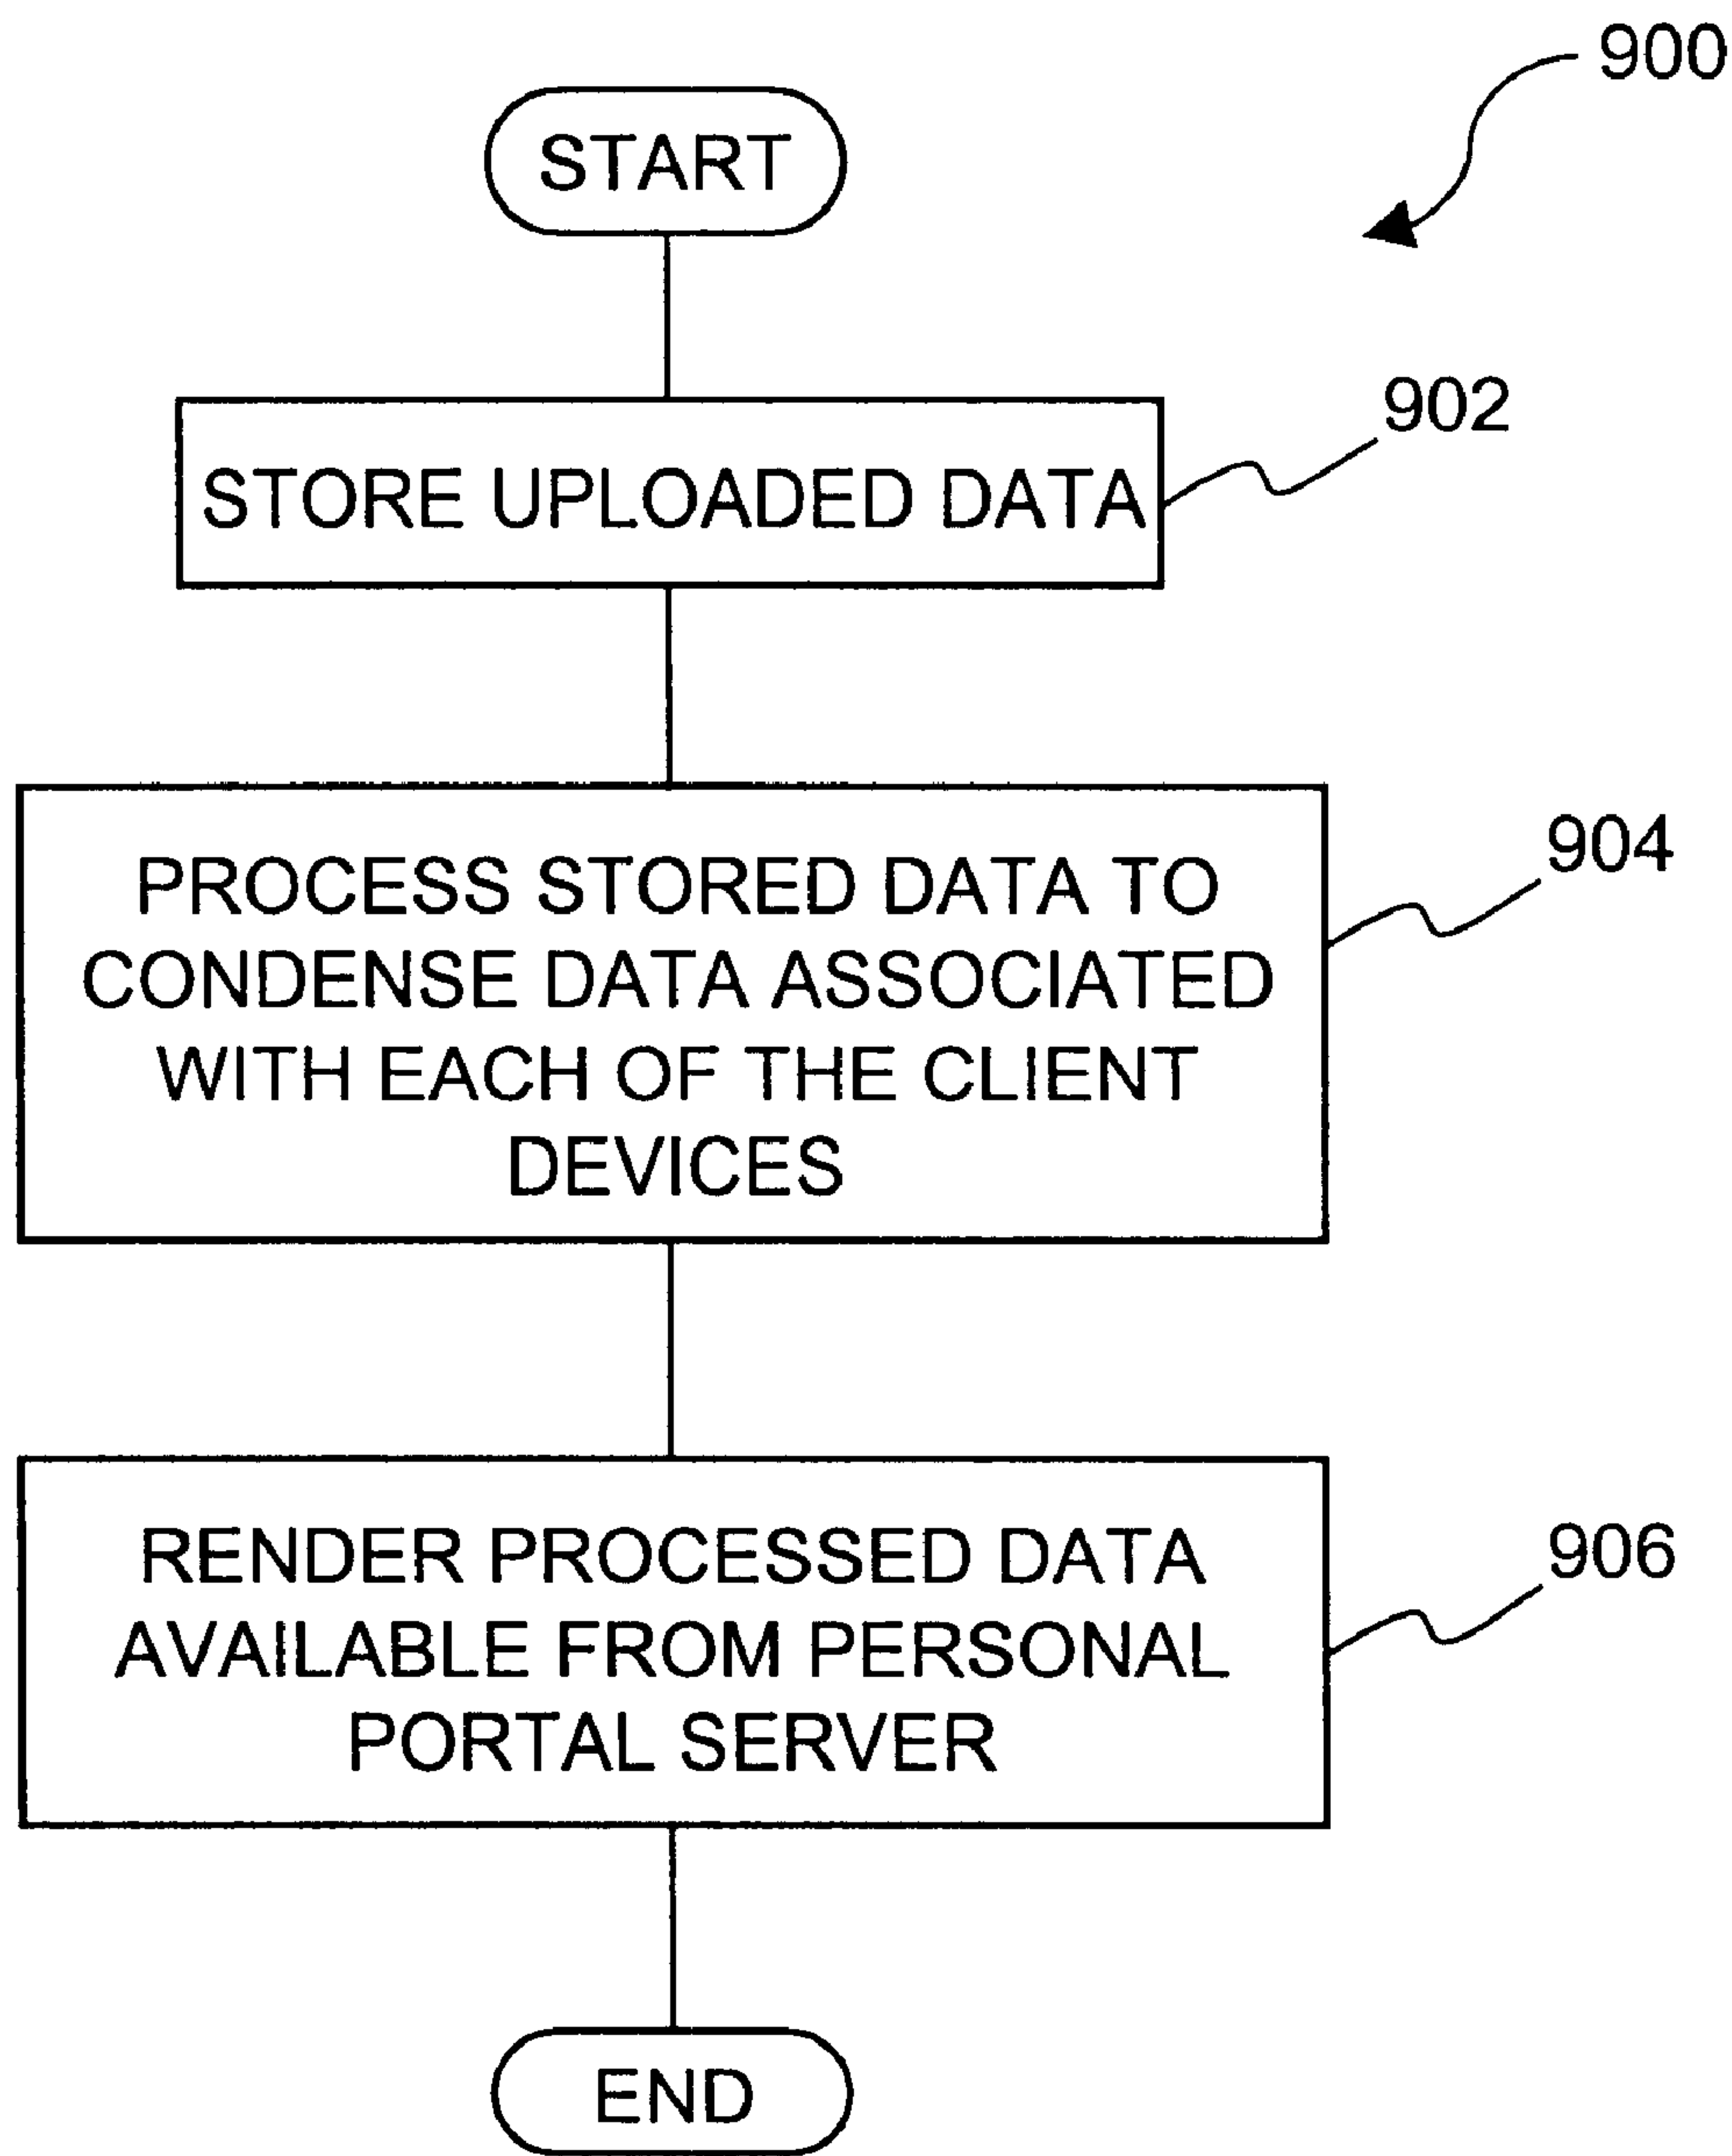 900
START
902
STORE UPLOADED DATA
904
PROCESS STORED DATA TO
CONDENSE DATA ASSOCIATED
WITH EACH OF THE CLIENT
DEVICES
906
RENDER PROCESSED DATA
AVAILABLE FROM PERSONAL
PORTAL SERVER
END